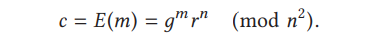 c = E(m) = g^m r^n (mod n^2).